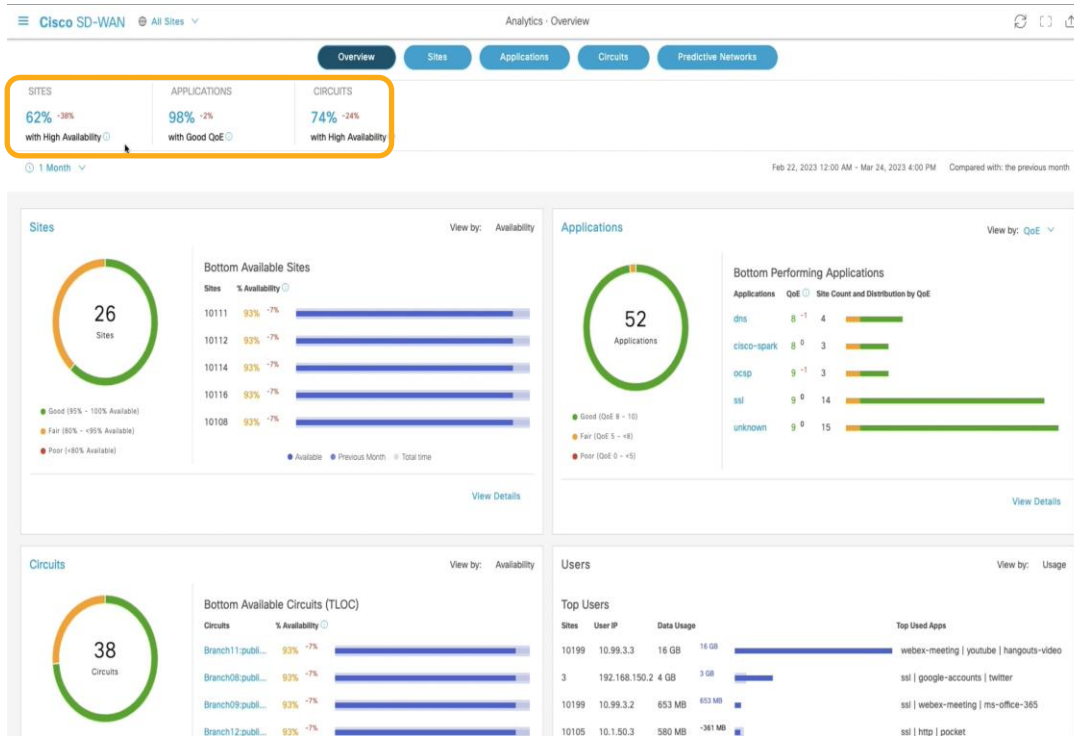 Cisco SD-WAN All Sites Analytics · Overview
Overview Sites Applications Circuits Predictive Networks
SITES APPLICATIONS CIRCUITS
62% -38% 98% -2% 74% -24%
with High Availability with Good QoE with High Availability
1 Month Feb 22, 2023 12:00 AM - Mar 24, 2023 4:00 PM Compared with: the previous month
Sites View by: Availability
26
Sites
Good (95% - 100% Available)
Fair (80% - <95% Available)
Poor (<80% Available)
Bottom Available Sites
Sites % Availability
10111 93% -7%
10112 93% -7%
10114 93% -7%
10116 93% -7%
10108 93% -7%
Available Previous Month Total time
View Details
Applications View by: QoE
52
Applications
Good (QoE 8 - 10)
Fair (QoE 5 - <8)
Poor (QoE 0 - <5)
Bottom Performing Applications
Applications QoE Site Count and Distribution by QoE
dns 8 -1 4
cisco-spark 8 0 3
ocsp 9 -1 3
ssl 9 0 14
unknown 9 0 15
View Details
Circuits View by: Availability
38
Circuits
Bottom Available Circuits (TLOC)
Circuits % Availability
Branch11:publi... 93% -7%
Branch08:publi... 93% -7%
Branch09:publi... 93% -7%
Branch12:publi... 93% -7%
Users View by: Usage
Top Users
Sites User IP Data Usage Top Used Apps
10199 10.99.3.3 16 GB 16 GB webex-meeting | youtube | hangouts-video
3 192.168.150.2 4 GB 3 GB ssl | google-accounts | twitter
10199 10.99.3.2 653 MB 653 MB ssl | webex-meeting | ms-office-365
10105 10.1.50.3 580 MB -361 MB ssl | http | pocket